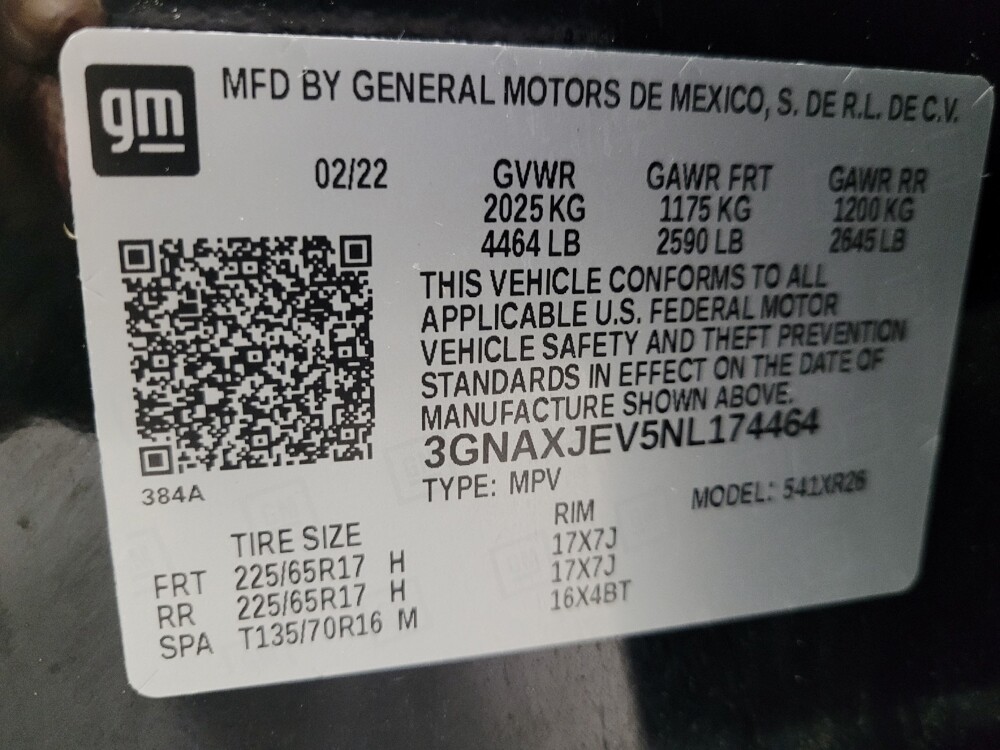 gm
MFD BY GENERAL MOTORS DE MEXICO, S. DE R.L. DE C.V.
02/22 GVWR GAWR FRT GAWR RR
2025 KG 1175 KG 1200 KG
4464 LB 2590 LB 2645 LB
THIS VEHICLE CONFORMS TO ALL
APPLICABLE U.S. FEDERAL MOTOR
VEHICLE SAFETY AND THEFT PREVENTION
STANDARDS IN EFFECT ON THE DATE OF
MANUFACTURE SHOWN ABOVE.
3GNAXJEV5NL174464
384A
TYPE: MPV MODEL: 541XR26
TIRE SIZE RIM
FRT 225/65R17 H 17X7J
RR 225/65R17 H 17X7J
SPA T135/70R16 M 16X4BT